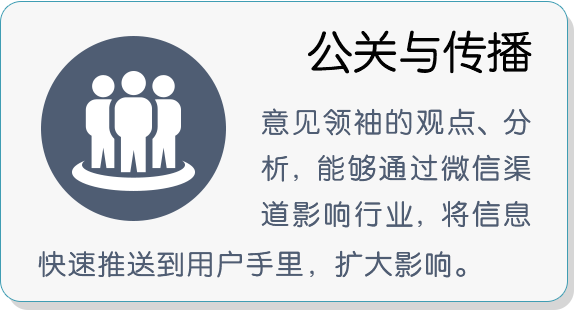 公关与传播
意见领袖的观点、分
析，能够通过微信渠
道影响行业，将信息
快速推送到用户手里，扩大影响。